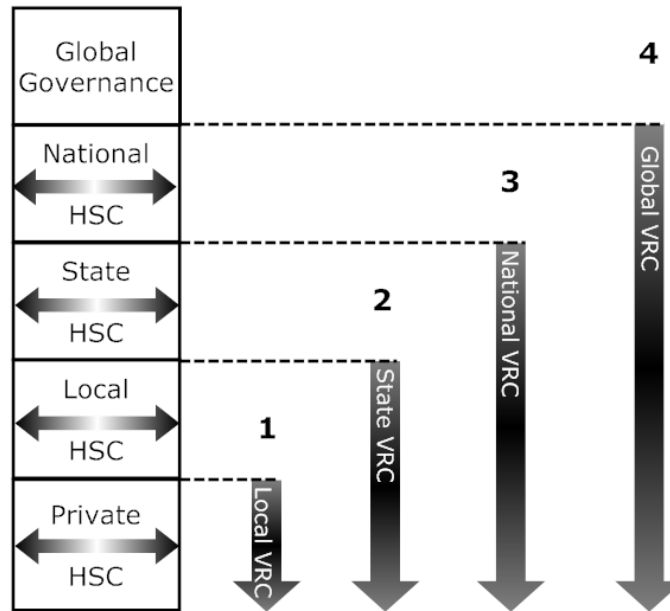 Global
Governance
4
National
HSC
3
Global VRC
State
HSC
2
National VRC
Local
HSC
1
State VRC
Private
HSC
Local VRC